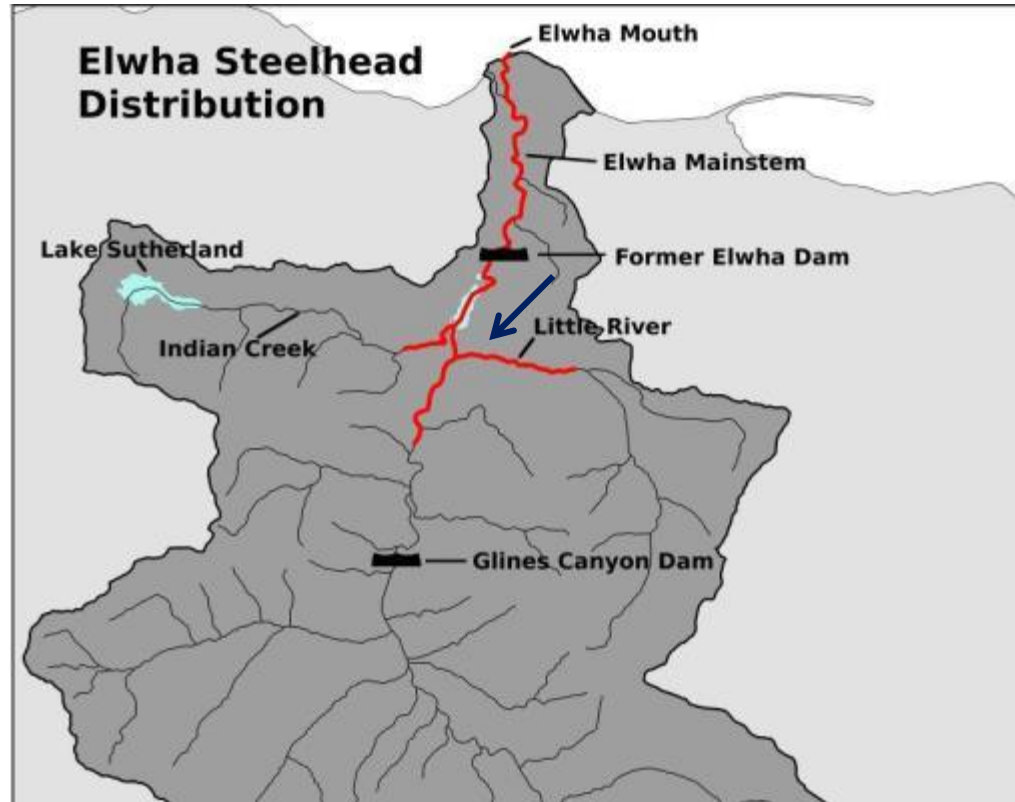 Elwha Steelhead
Distribution
Elwha Mouth
Elwha Mainstem
Lake Sutherland
Former Elwha Dam
Indian Creek
Little River
Glines Canyon Dam